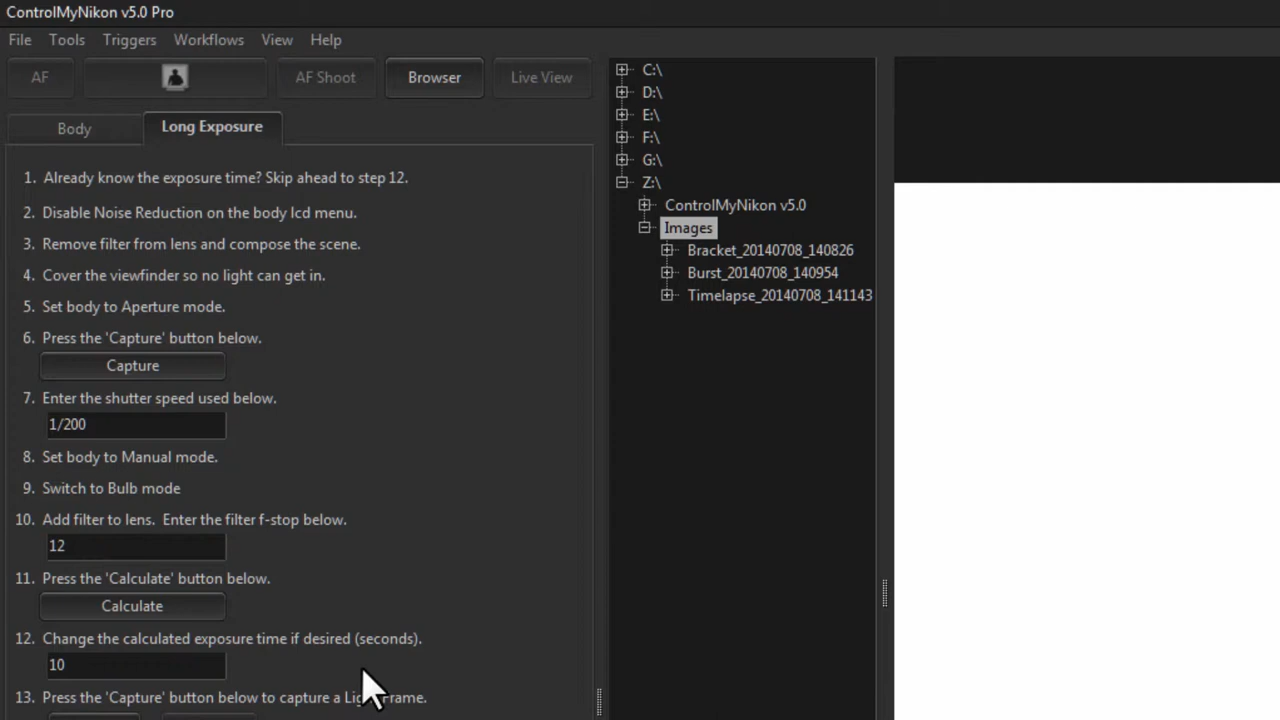 ControlMyNikon v5.0 Pro
File Tools Triggers Workflows View Help
AF AF Shoot Browser Live View
Body Long Exposure
1. Already know the exposure time? Skip ahead to step 12.
2. Disable Noise Reduction on the body lcd menu.
3. Remove filter from lens and compose the scene.
4. Cover the viewfinder so no light can get in.
5. Set body to Aperture mode.
6. Press the 'Capture' button below.
Capture
7. Enter the shutter speed used below.
1/200
8. Set body to Manual mode.
9. Switch to Bulb mode
10. Add filter to lens. Enter the filter f-stop below.
12
11. Press the 'Calculate' button below.
Calculate
12. Change the calculated exposure time if desired (seconds).
10
13. Press the 'Capture' button below to capture a Frame.
C:\
D:\
E:\
F:\
G:\
Z:\
ControlMyNikon v5.0
Images
Bracket_20140708_140826
Burst_20140708_140954
Timelapse_20140708_141143